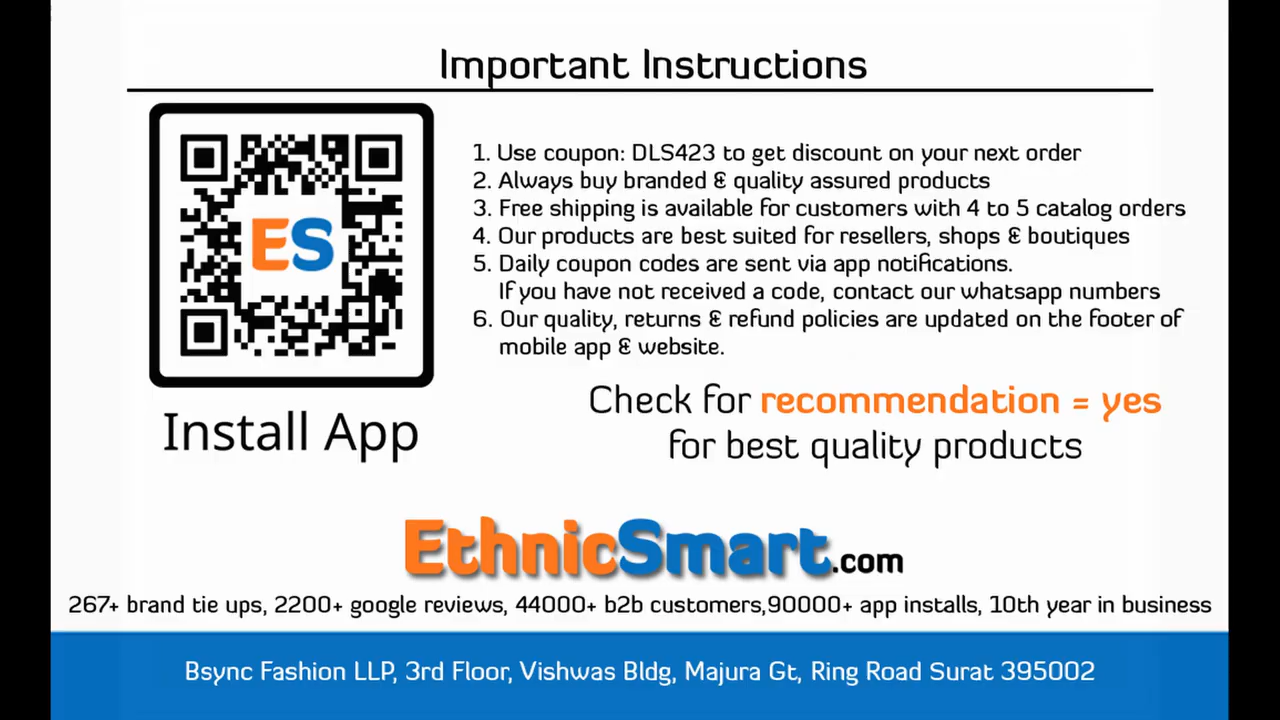 Important Instructions
ES
Install App
1. Use coupon: DLS423 to get discount on your next order
2. Always buy branded & quality assured products
3. Free shipping is available for customers with 4 to 5 catalog orders
4. Our products are best suited for resellers, shops & boutiques
5. Daily coupon codes are sent via app notifications.
If you have not received a code, contact our whatsapp numbers
6. Our quality, returns & refund policies are updated on the footer of
mobile app & website.
Check for recommendation = yes
for best quality products
EthnicSmart.com
267+ brand tie ups, 2200+ google reviews, 44000+ b2b customers,90000+ app installs, 10th year in business
Bsync Fashion LLP, 3rd Floor, Vishwas Bldg, Majura Gt, Ring Road Surat 395002